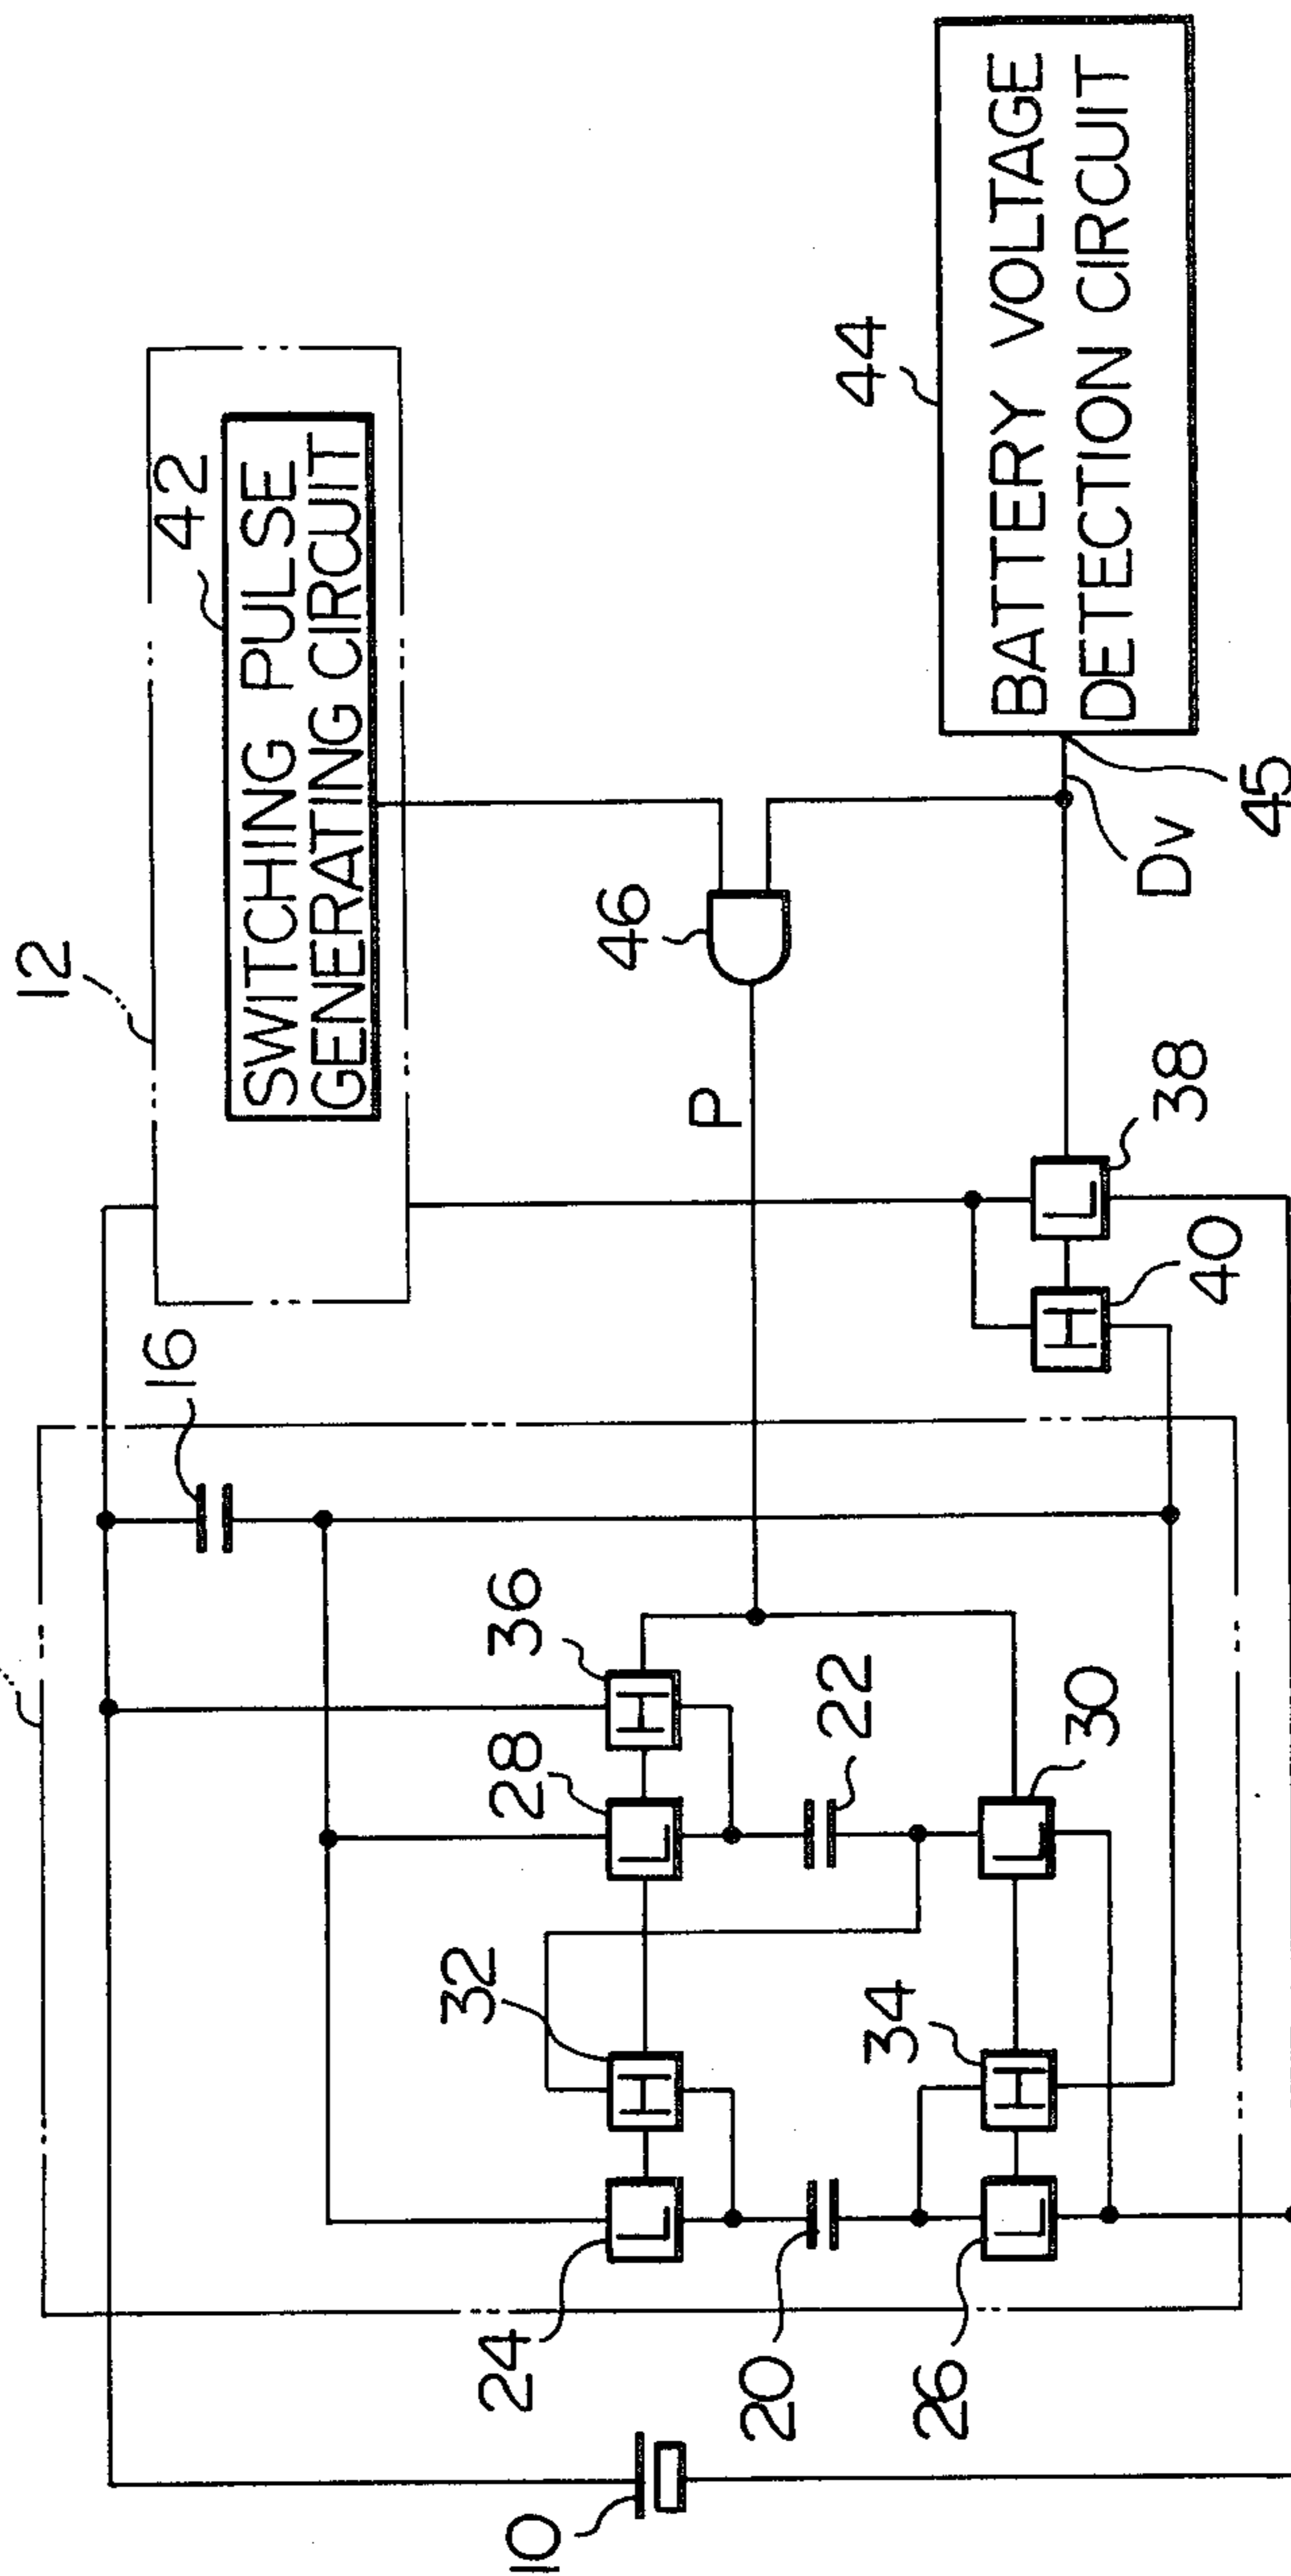 12
42
SWITCHING PULSE
GENERATING CIRCUIT
16
46
P
44
BATTERY VOLTAGE
DETECTION CIRCUIT
45
Dv
36
H
28
L
22
30
L
32
H
34
H
24
L
20
26
L
10
38
L
40
H